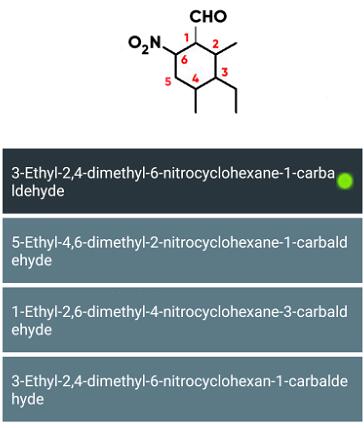 CHO
O₂N
1
2
6
3
5
4
3-Ethyl-2,4-dimethyl-6-nitrocyclohexane-1-carba
ldehyde
5-Ethyl-4,6-dimethyl-2-nitrocyclohexane-1-carbald
ehyde
1-Ethyl-2,6-dimethyl-4-nitrocyclohexane-3-carbald
ehyde
3-Ethyl-2,4-dimethyl-6-nitrocyclohexan-1-carbalde
hyde